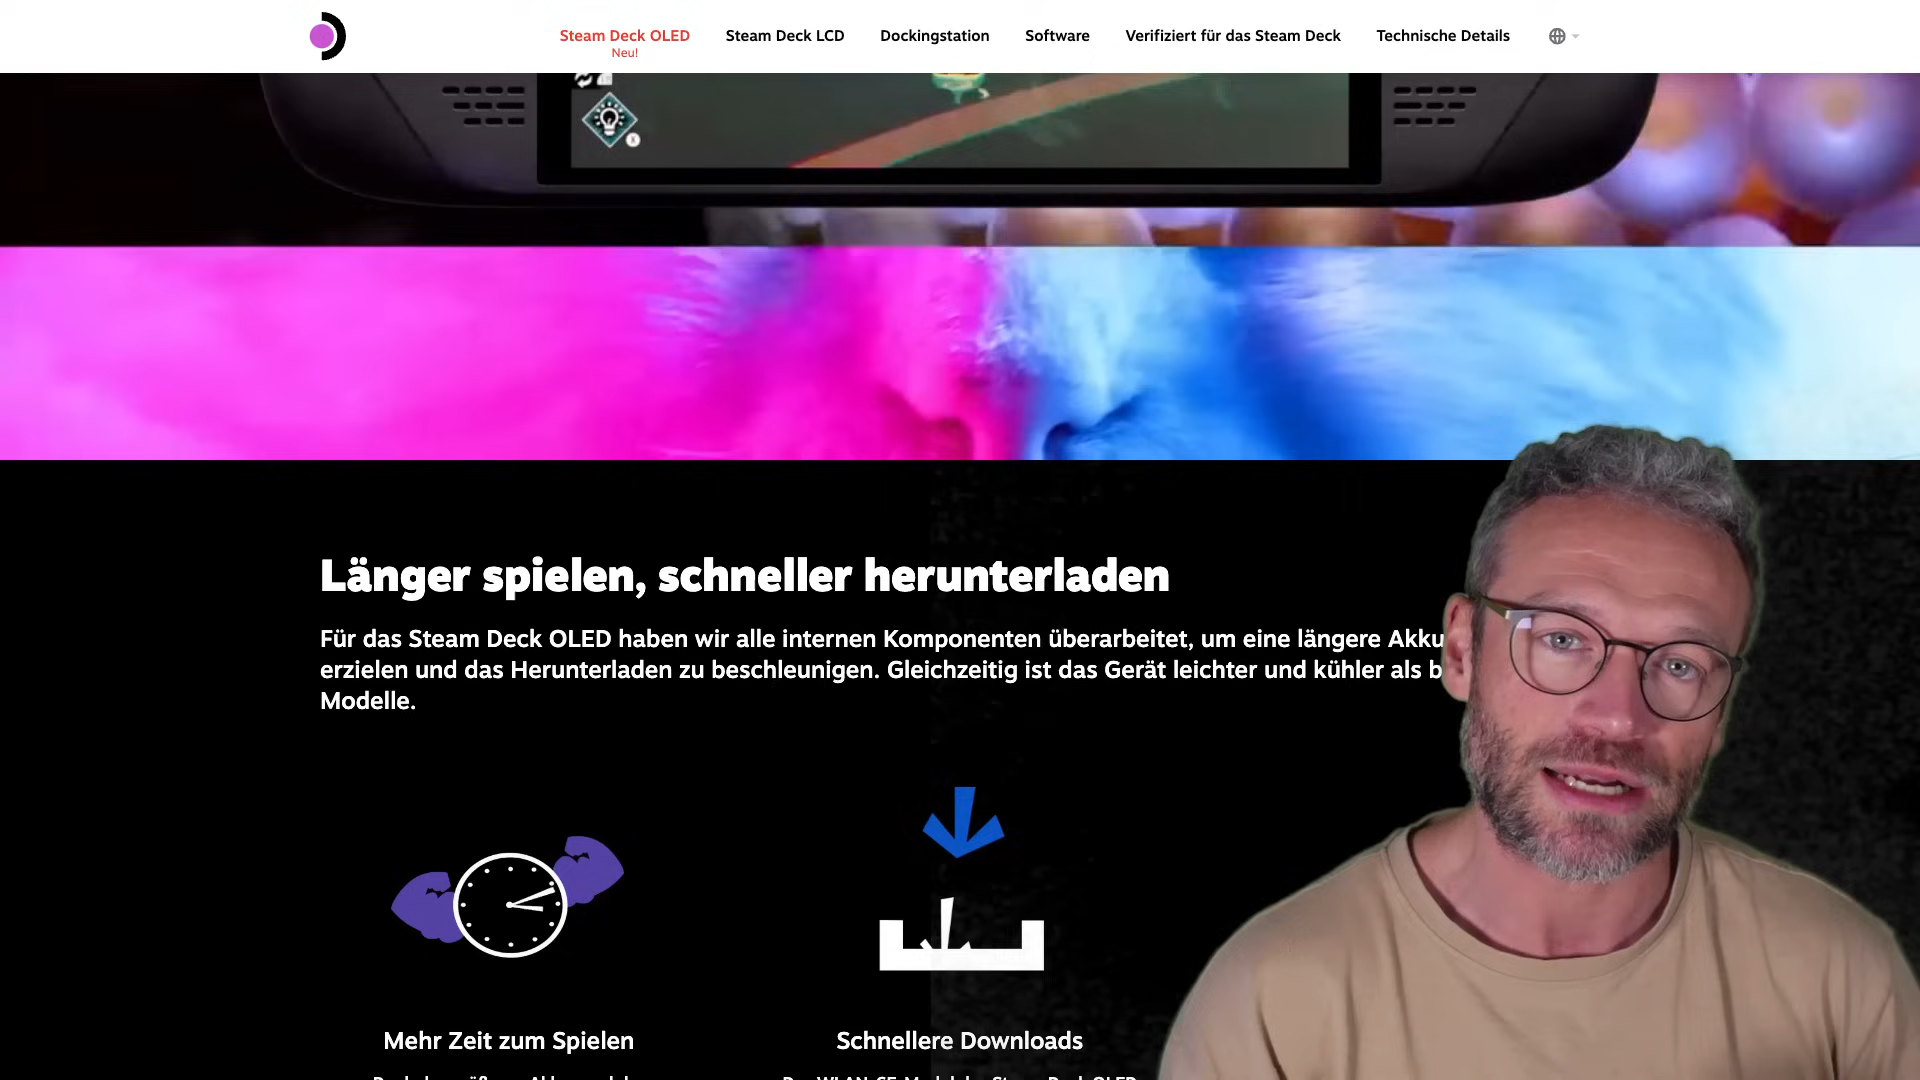 Steam Deck OLED
Neu!
Steam Deck LCD
Dockingstation
Software
Verifiziert für das Steam Deck
Technische Details
Länger spielen, schneller herunterladen
Für das Steam Deck OLED haben wir alle internen Komponenten überarbeitet, um eine längere Akku
erzielen und das Herunterladen zu beschleunigen. Gleichzeitig ist das Gerät leichter und kühler als b
Modelle.
Mehr Zeit zum Spielen
Schnellere Downloads